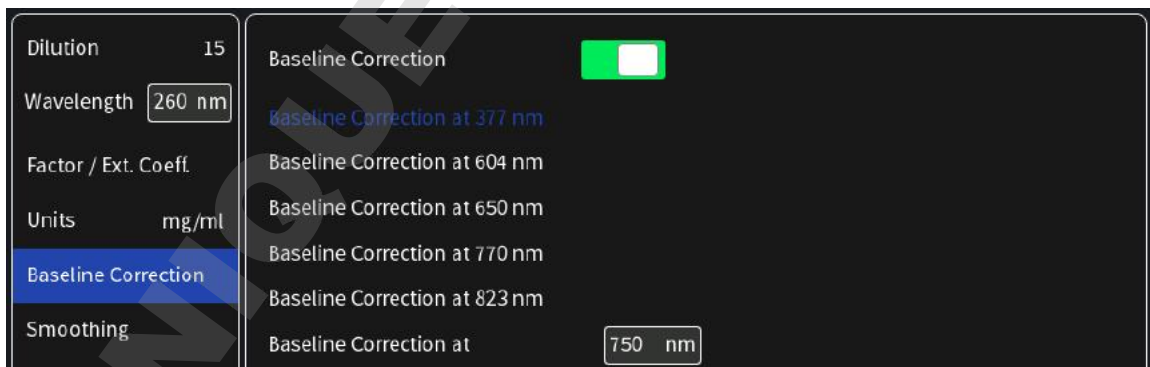 Dilution 15
Wavelength 260 nm
Factor / Ext. Coeff.
Units mg/ml
Baseline Correction
Smoothing
Baseline Correction
Baseline Correction at 377 nm
Baseline Correction at 604 nm
Baseline Correction at 650 nm
Baseline Correction at 770 nm
Baseline Correction at 823 nm
Baseline Correction at 750 nm
NIQUE